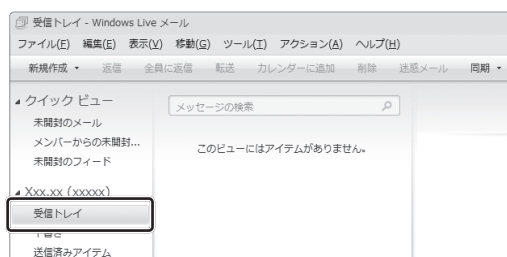 受信トレイ - Windows Live メール
ファイル(F) 編集(E) 表示(V) 移動(G) ツール(T) アクション(A) ヘルプ(H)
新規作成 返信 全員に返信 転送 カレンダーに追加 削除 迷惑メール 同期
クイック ビュー
未開封のメール
メンバーからの未開封...
未開封のフィード
メッセージの検索
このビューにはアイテムがありません。
Xxx.xx (xxxxx)
受信トレイ
下書き
送信済みアイテム